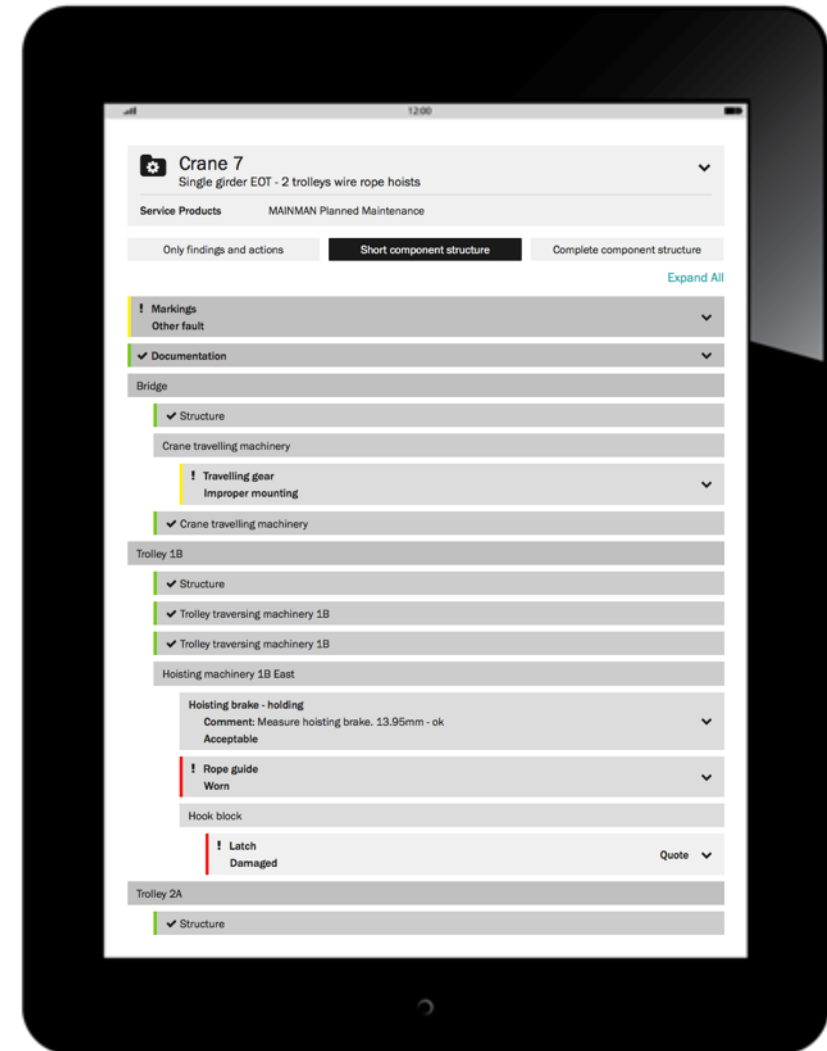 12:00
Crane 7
Single girder EOT - 2 trolleys wire rope hoists
Service Products MAINMAN Planned Maintenance
Only findings and actions Short component structure Complete component structure
Expand All
! Markings
Other fault
Documentation
Bridge
Structure
Crane travelling machinery
! Travelling gear
Improper mounting
Crane travelling machinery
Trolley 1B
Structure
Trolley traversing machinery 1B
Trolley traversing machinery 1B
Hoisting machinery 1B East
Hoisting brake - holding
Comment: Measure hoisting brake. 13.95mm - ok
Acceptable
! Rope guide
Worn
Hook block
! Latch
Damaged
Quote
Trolley 2A
Structure